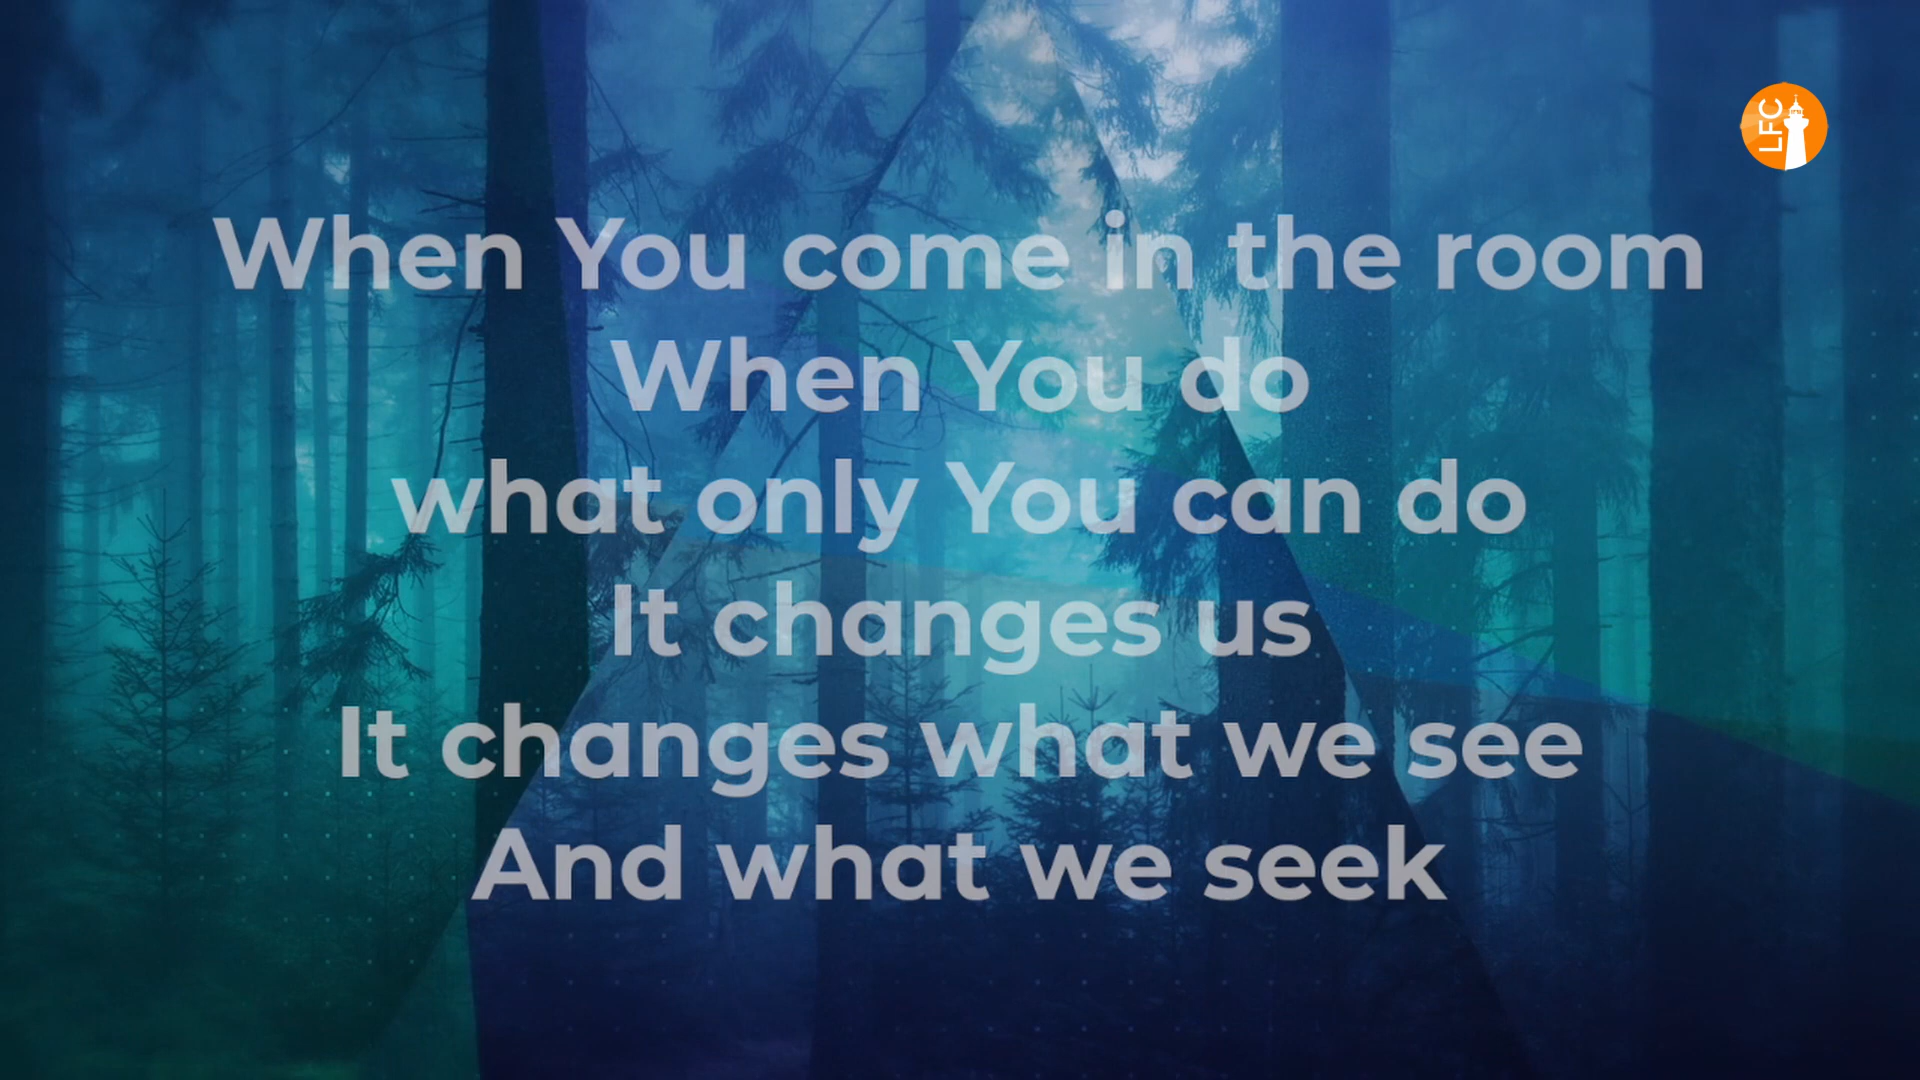 LFC
When You come in the room
When You do
what only You can do
It changes us
It changes what we see
And what we seek